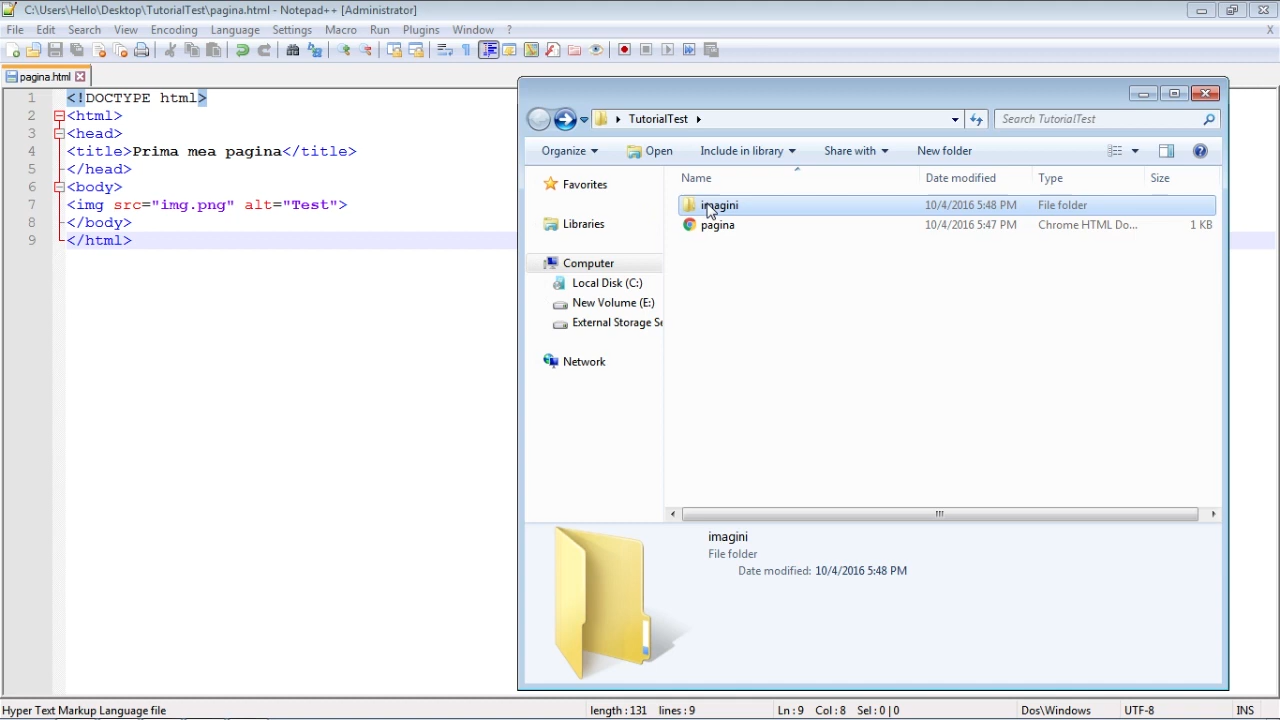 C:\Users\Hello\Desktop\TutorialTest\pagina.html - Notepad++ [Administrator]
File Edit Search View Encoding Language Settings Macro Run Plugins Window ? X
pagina.html
1 <!DOCTYPE html>
2 <html>
3 <head>
4 <title>Prima mea pagina</title>
5 </head>
6 <body>
7 <img src="img.png" alt="Test">
8 </body>
9 </html>
TutorialTest Search TutorialTest
Organize Open Include in library Share with New folder
Name Date modified Type Size
Favorites
Libraries
Computer
Local Disk (C:)
New Volume (E:)
External Storage Se
Network
imagini 10/4/2016 5:48 PM File folder
pagina 10/4/2016 5:47 PM Chrome HTML Do... 1 KB
imagini
File folder
Date modified: 10/4/2016 5:48 PM
Hyper Text Markup Language file length : 131 lines : 9 Ln : 9 Col : 8 Sel : 0 | 0 Dos\Windows UTF-8 INS